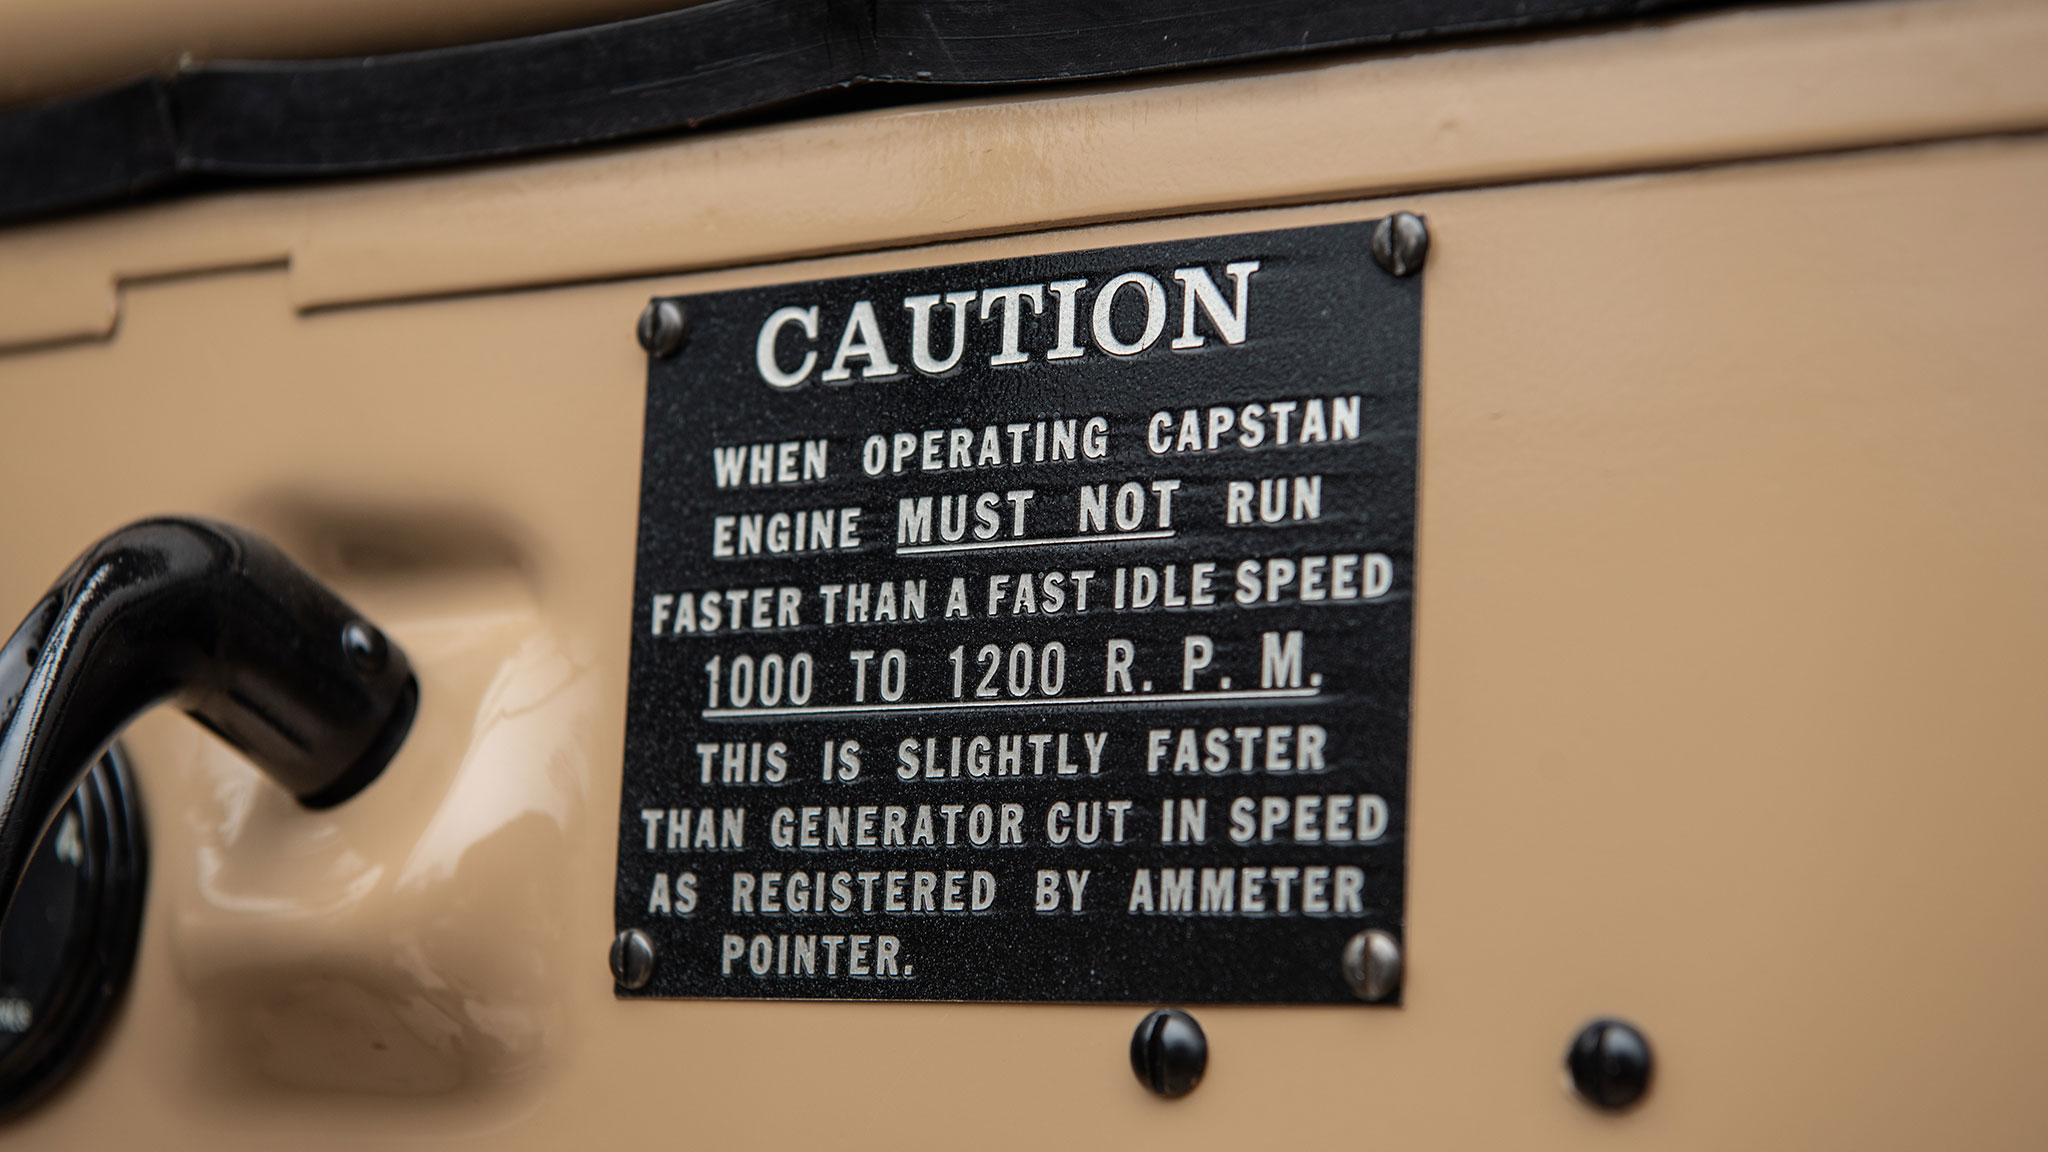 CAUTION
WHEN OPERATING CAPSTAN
ENGINE MUST NOT RUN
FASTER THAN A FAST IDLE SPEED
1000 TO 1200 R. P. M.
THIS IS SLIGHTLY FASTER
THAN GENERATOR CUT IN SPEED
AS REGISTERED BY AMMETER
POINTER.
4